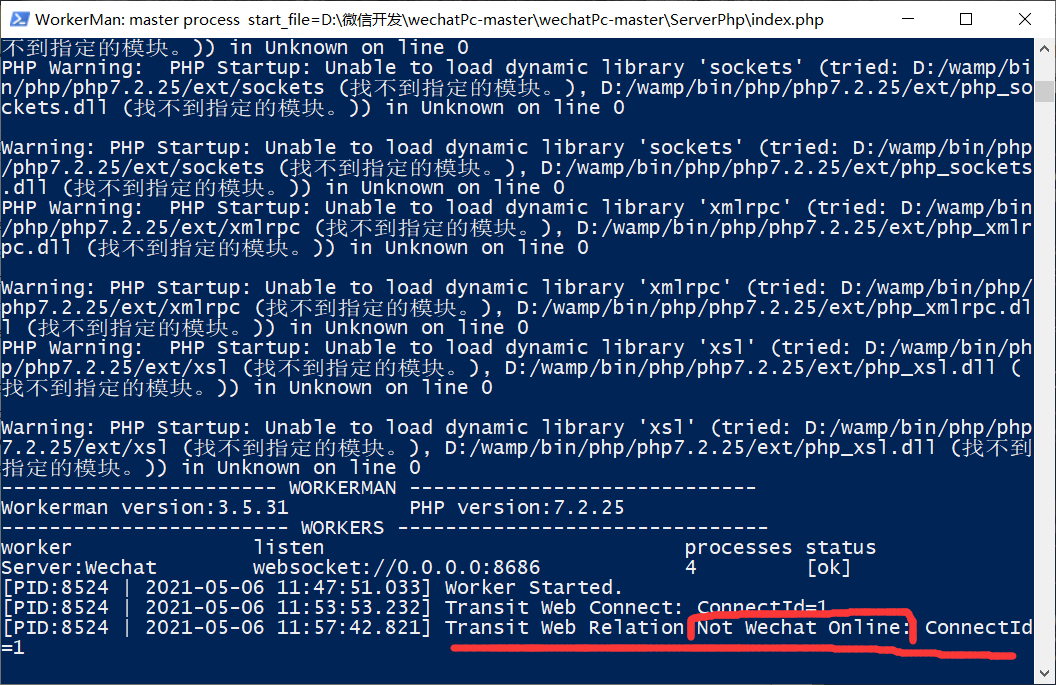 WorkerMan: master process  start_file=D:\微信开发\wechatPc-master\wechatPc-master\ServerPhp\index.php
不到指定的模块。)) in Unknown on line 0
PHP Warning:  PHP Startup: Unable to load dynamic library 'sockets' (tried: D:/wamp/bi
n/php/php7.2.25/ext/sockets (找不到指定的模块。), D:/wamp/bin/php/php7.2.25/ext/php_so
ckets.dll (找不到指定的模块。)) in Unknown on line 0
Warning: PHP Startup: Unable to load dynamic library 'sockets' (tried: D:/wamp/bin/php
/php7.2.25/ext/sockets (找不到指定的模块。), D:/wamp/bin/php/php7.2.25/ext/php_sockets
.dll (找不到指定的模块。)) in Unknown on line 0
PHP Warning:  PHP Startup: Unable to load dynamic library 'xmlrpc' (tried: D:/wamp/bin
/php/php7.2.25/ext/xmlrpc (找不到指定的模块。), D:/wamp/bin/php/php7.2.25/ext/php_xmlr
pc.dll (找不到指定的模块。)) in Unknown on line 0
Warning: PHP Startup: Unable to load dynamic library 'xmlrpc' (tried: D:/wamp/bin/php/
php7.2.25/ext/xmlrpc (找不到指定的模块。), D:/wamp/bin/php/php7.2.25/ext/php_xmlrpc.dl
l (找不到指定的模块。)) in Unknown on line 0
PHP Warning:  PHP Startup: Unable to load dynamic library 'xsl' (tried: D:/wamp/bin/ph
p/php7.2.25/ext/xsl (找不到指定的模块。), D:/wamp/bin/php/php7.2.25/ext/php_xsl.dll (
找不到指定的模块。)) in Unknown on line 0
Warning: PHP Startup: Unable to load dynamic library 'xsl' (tried: D:/wamp/bin/php/php
7.2.25/ext/xsl (找不到指定的模块。), D:/wamp/bin/php/php7.2.25/ext/php_xsl.dll (找不到
指定的模块。)) in Unknown on line 0
----------------------- WORKERMAN -----------------------------
Workerman version:3.5.31          PHP version:7.2.25
------------------------ WORKERS -------------------------------
worker               listen                              processes status
Server:Wechat        websocket://0.0.0.0:8686            4         [ok]
[PID:8524 | 2021-05-06 11:47:51.033] Worker Started.
[PID:8524 | 2021-05-06 11:53:53.232] Transit Web Connect: ConnectId=1
[PID:8524 | 2021-05-06 11:57:42.821] Transit Web Relation Not Wechat Online: ConnectId
=1